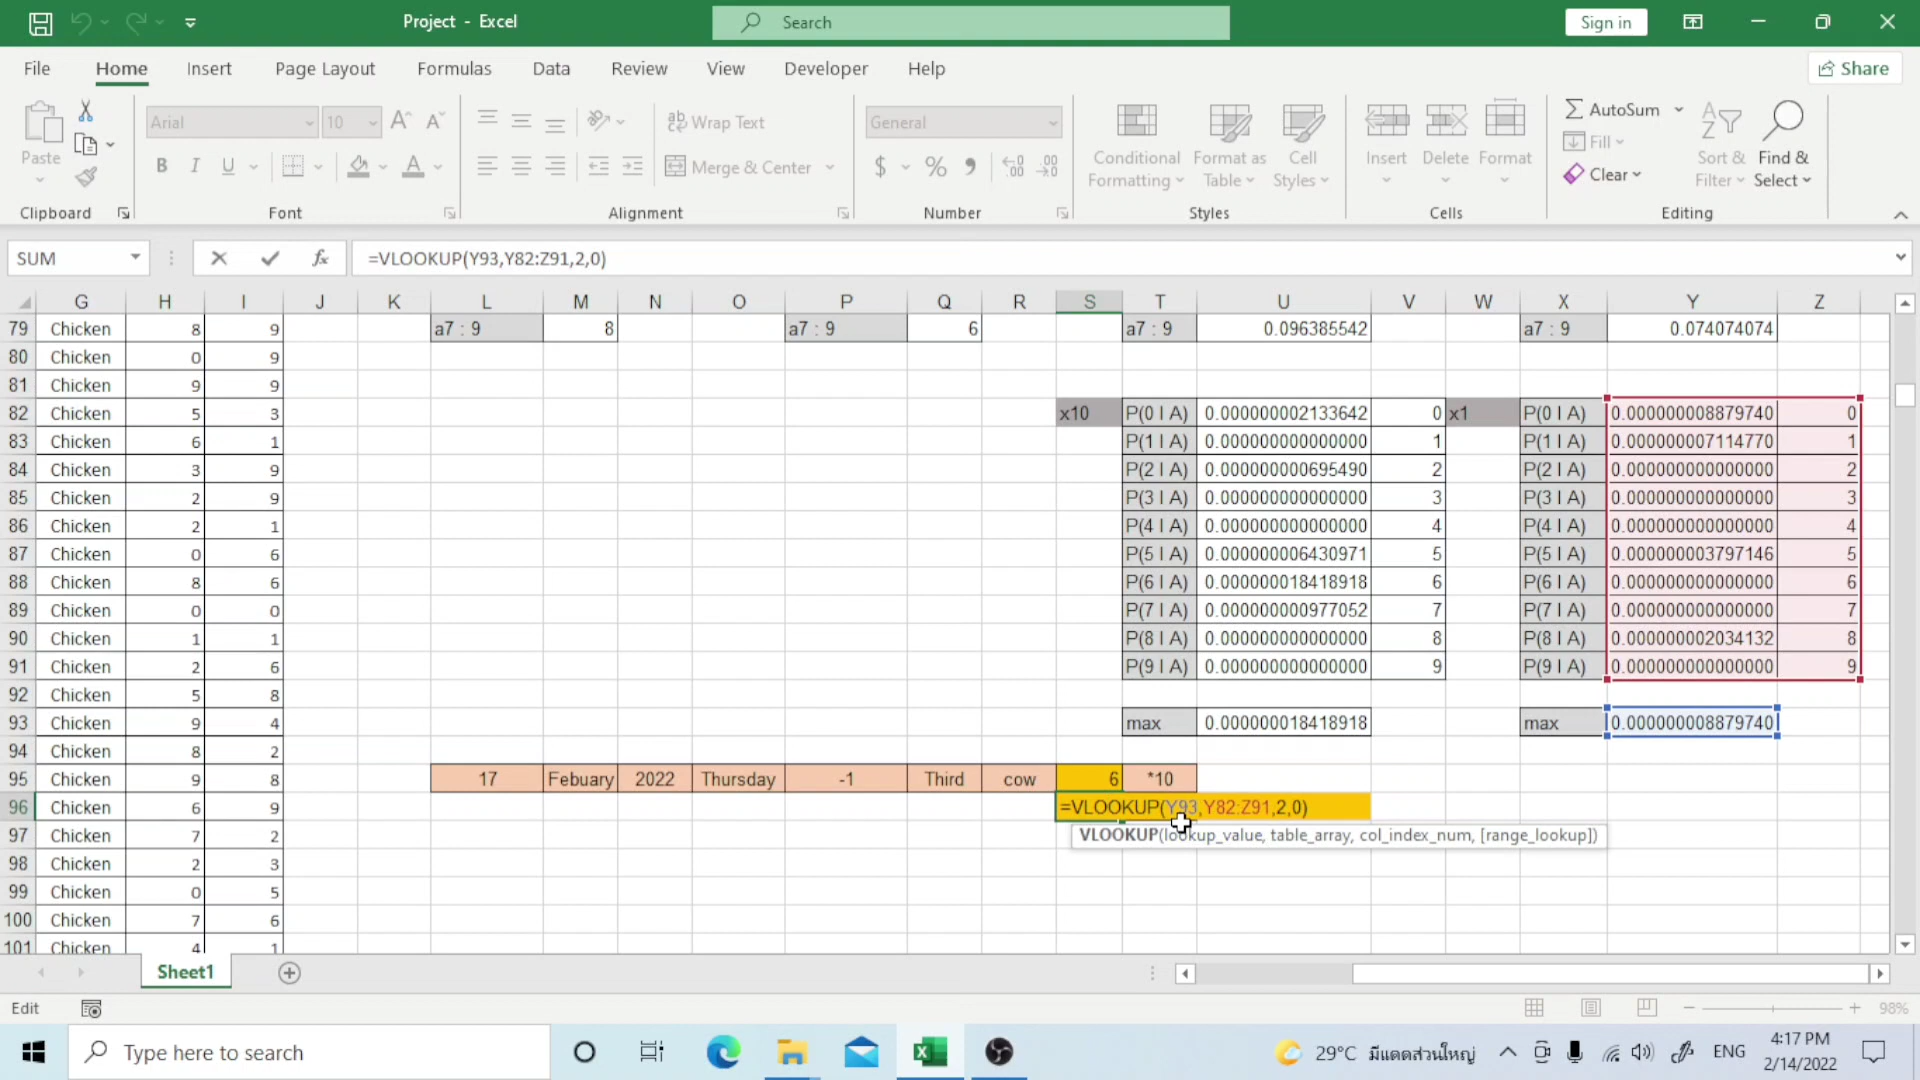 Project - Excel
Search
Sign in
File Home Insert Page Layout Formulas Data Review View Developer Help
Share
Paste
Clipboard
Arial 10
B I U
Font
Wrap Text
Merge & Center
Alignment
General
$ % ,
Number
Conditional Formatting
Format as Table
Cell Styles
Styles
Insert
Delete
Format
Cells
AutoSum
Fill
Clear
Sort & Filter
Find & Select
Editing
SUM
fx
=VLOOKUP(Y93,Y82:Z91,2,0)
G H I J K L M N O P Q R S T U V W X Y Z
79 Chicken 8 9 a7 : 9 8 a7 : 9 6 a7 : 9 0.096385542 a7 : 9 0.074074074
80 Chicken 0 9
81 Chicken 9 9
82 Chicken 5 3 x10 P(0 I A) 0.000000002133642 0 x1 P(0 I A) 0.000000008879740 0
83 Chicken 6 1 P(1 I A) 0.000000000000000 1 P(1 I A) 0.000000007114770 1
84 Chicken 3 9 P(2 I A) 0.000000000695490 2 P(2 I A) 0.000000000000000 2
85 Chicken 2 9 P(3 I A) 0.000000000000000 3 P(3 I A) 0.000000000000000 3
86 Chicken 2 1 P(4 I A) 0.000000000000000 4 P(4 I A) 0.000000000000000 4
87 Chicken 0 6 P(5 I A) 0.000000006430971 5 P(5 I A) 0.000000003797146 5
88 Chicken 8 6 P(6 I A) 0.000000018418918 6 P(6 I A) 0.000000000000000 6
89 Chicken 0 0 P(7 I A) 0.000000000977052 7 P(7 I A) 0.000000000000000 7
90 Chicken 1 1 P(8 I A) 0.000000000000000 8 P(8 I A) 0.000000002034132 8
91 Chicken 2 6 P(9 I A) 0.000000000000000 9 P(9 I A) 0.000000000000000 9
92 Chicken 5 8
93 Chicken 9 4 max 0.000000018418918 max 0.000000008879740
94 Chicken 8 2
95 Chicken 9 8 17 Febuary 2022 Thursday -1 Third cow 6 *10
96 Chicken 6 9 =VLOOKUP(Y93,Y82:Z91,2,0)
97 Chicken 7 2 VLOOKUP(lookup_value, table_array, col_index_num, [range_lookup])
98 Chicken 2 3
99 Chicken 0 5
100 Chicken 7 6
101 Chicken 4 1
Sheet1
Edit
98%
Type here to search
29°C มีแดดส่วนใหญ่
ENG
4:17 PM
2/14/2022